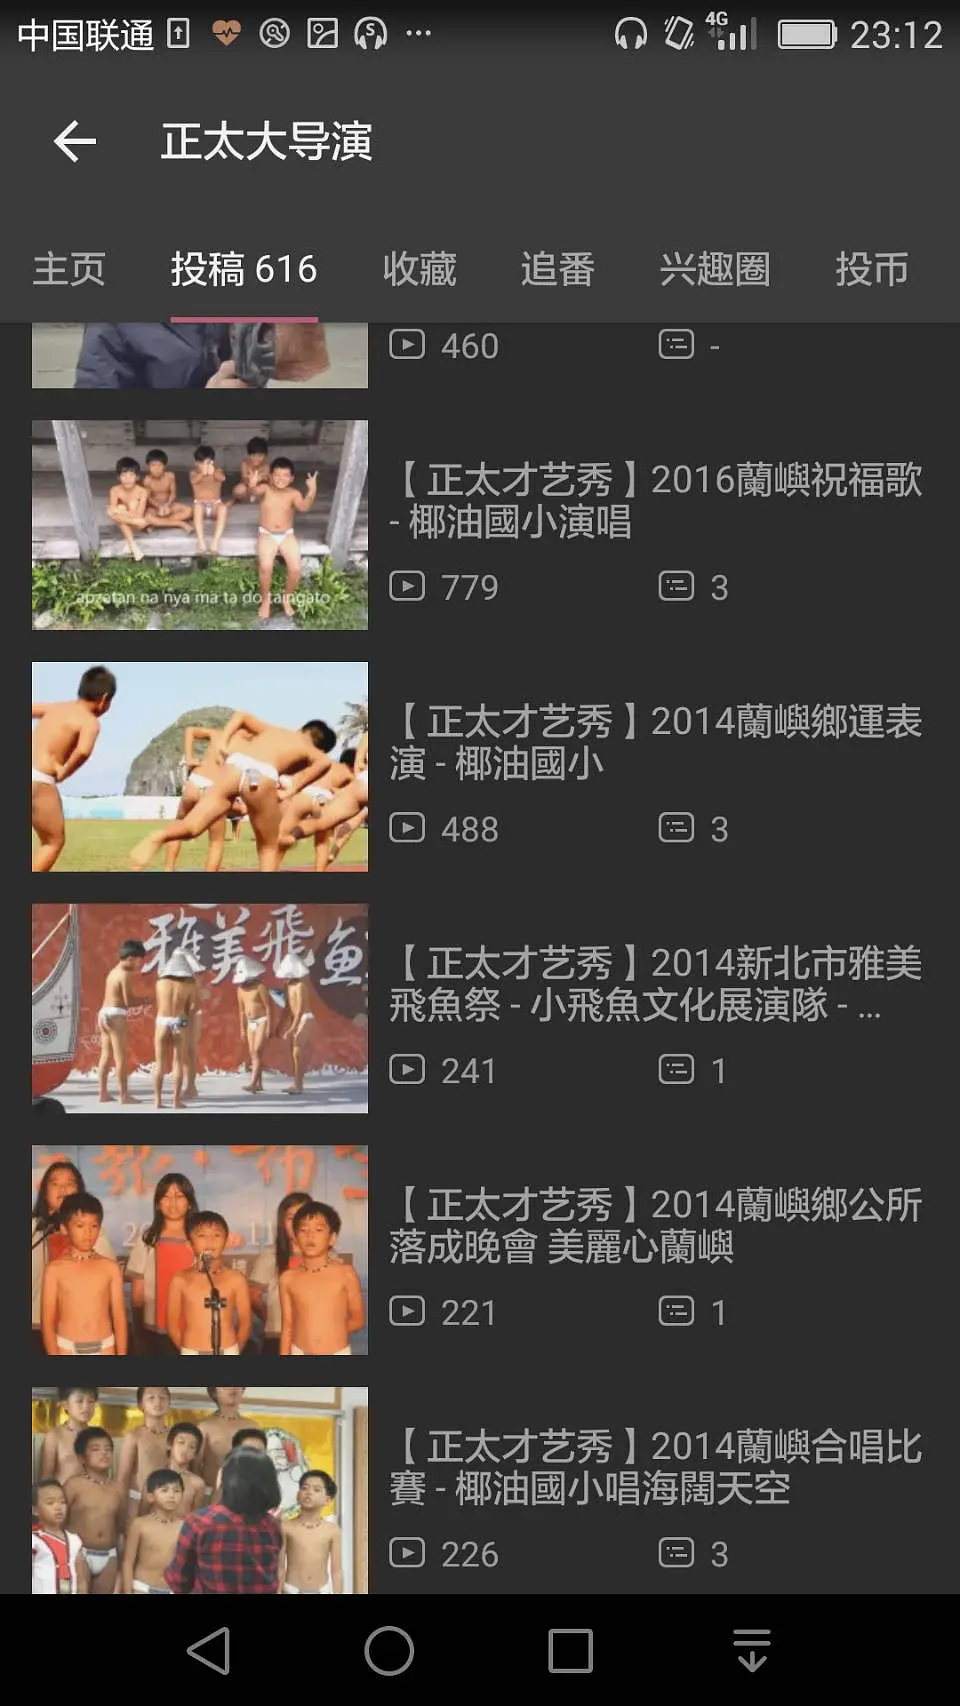 中国联通 23:12
4G
正太大导演
主页 投稿 616 收藏 追番 兴趣圈 投币
460 -
【正太才艺秀】2016蘭嶼祝福歌
- 椰油國小演唱
779 3
apzatan na nya ma ta do taingato
【正太才艺秀】2014蘭嶼鄉運表
演 - 椰油國小
488 3
雅美飛魚
【正太才艺秀】2014新北市雅美
飛魚祭 - 小飛魚文化展演隊 - ...
241 1
【正太才艺秀】2014蘭嶼鄉公所
落成晚會 美麗心蘭嶼
221 1
【正太才艺秀】2014蘭嶼合唱比
賽 - 椰油國小唱海闊天空
226 3